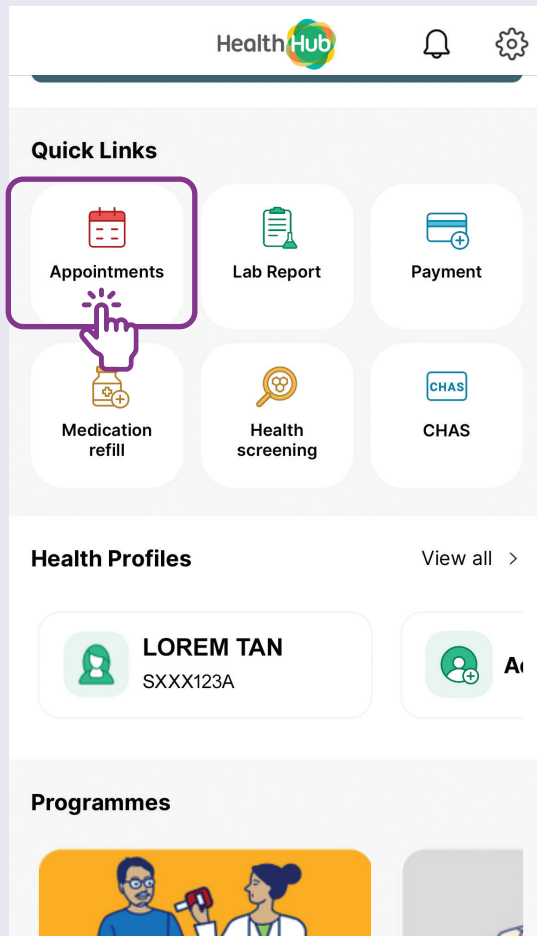 HealthHub
Quick Links
Appointments
Lab Report
Payment
Medication
refill
Health
screening
CHAS
CHAS
Health Profiles
View all
LOREM TAN
SXXX123A
Programmes